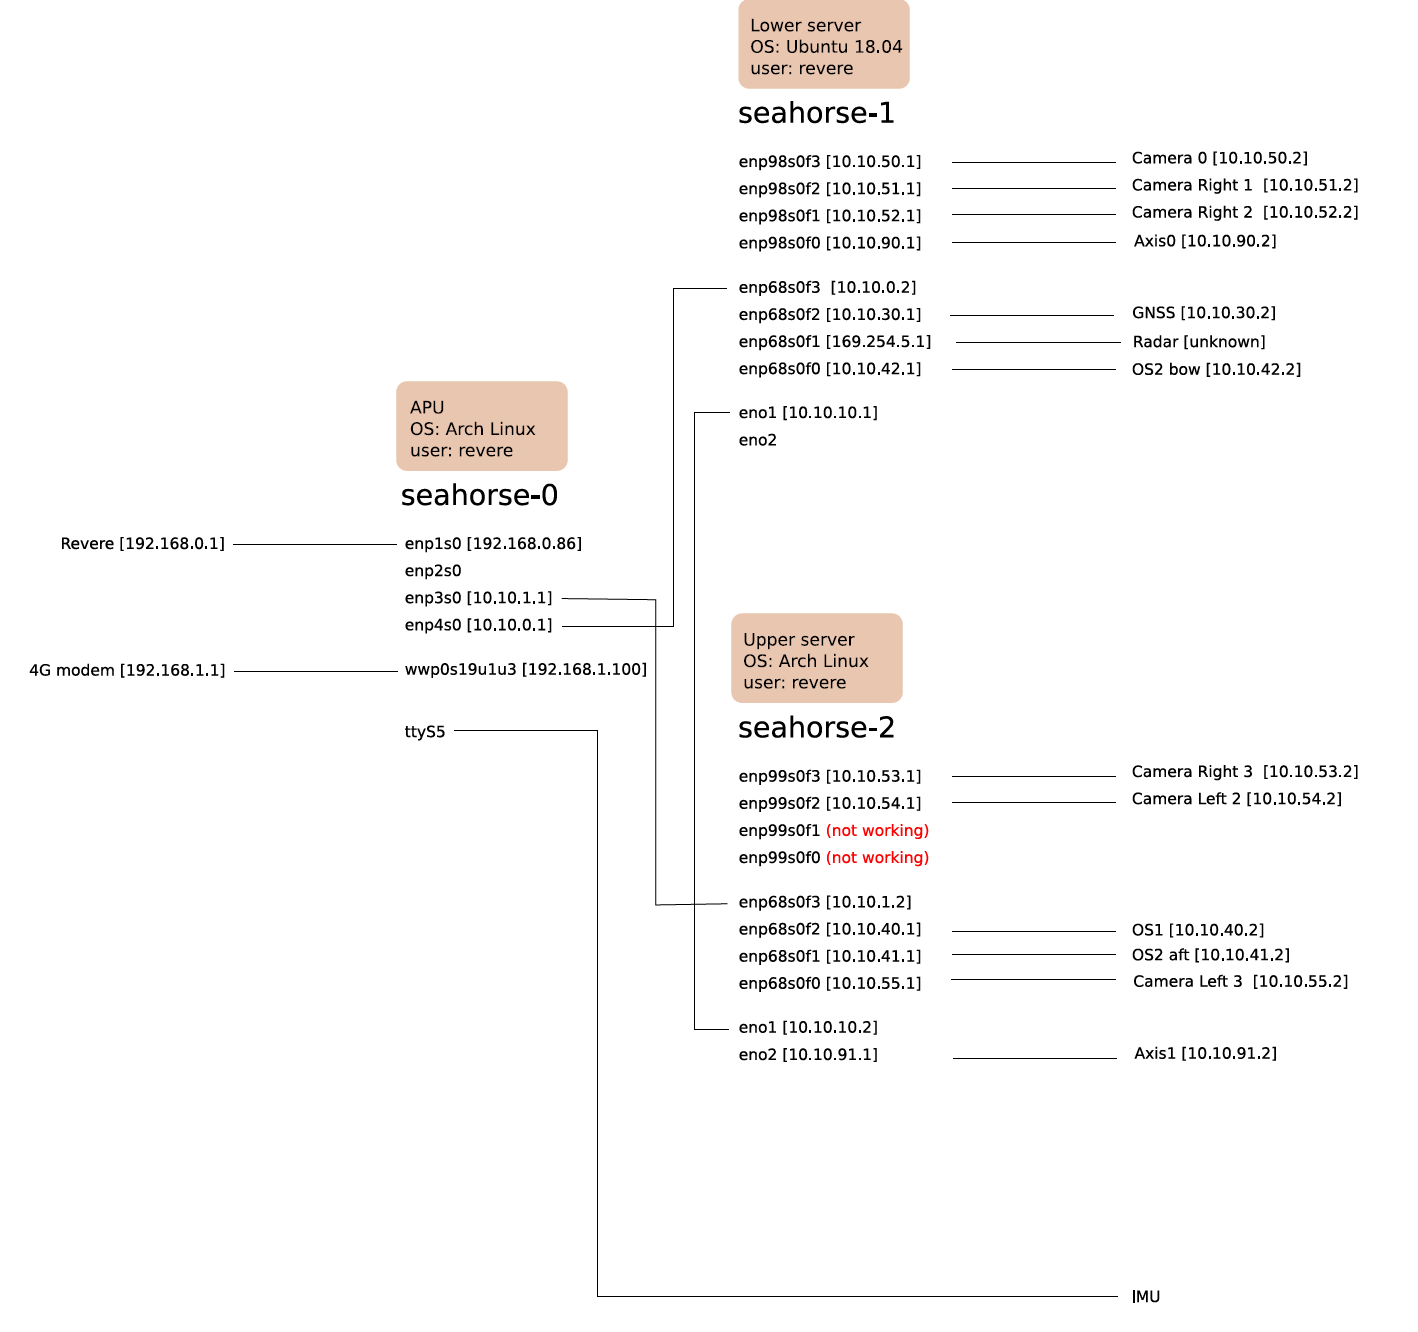 Lower server
OS: Ubuntu 18.04
user: revere
seahorse-1
enp98s0f3 [10.10.50.1] Camera 0 [10.10.50.2]
enp98s0f2 [10.10.51.1] Camera Right 1 [10.10.51.2]
enp98s0f1 [10.10.52.1] Camera Right 2 [10.10.52.2]
enp98s0f0 [10.10.90.1] Axis0 [10.10.90.2]
enp68s0f3 [10.10.0.2]
enp68s0f2 [10.10.30.1] GNSS [10.10.30.2]
enp68s0f1 [169.254.5.1] Radar [unknown]
enp68s0f0 [10.10.42.1] OS2 bow [10.10.42.2]
eno1 [10.10.10.1]
eno2
APU
OS: Arch Linux
user: revere
seahorse-0
Revere [192.168.0.1] enp1s0 [192.168.0.86]
enp2s0
enp3s0 [10.10.1.1]
enp4s0 [10.10.0.1]
4G modem [192.168.1.1] wwp0s19u1u3 [192.168.1.100]
ttyS5
Upper server
OS: Arch Linux
user: revere
seahorse-2
enp99s0f3 [10.10.53.1] Camera Right 3 [10.10.53.2]
enp99s0f2 [10.10.54.1] Camera Left 2 [10.10.54.2]
enp99s0f1 (not working)
enp99s0f0 (not working)
enp68s0f3 [10.10.1.2]
enp68s0f2 [10.10.40.1] OS1 [10.10.40.2]
enp68s0f1 [10.10.41.1] OS2 aft [10.10.41.2]
enp68s0f0 [10.10.55.1] Camera Left 3 [10.10.55.2]
eno1 [10.10.10.2]
eno2 [10.10.91.1] Axis1 [10.10.91.2]
IMU